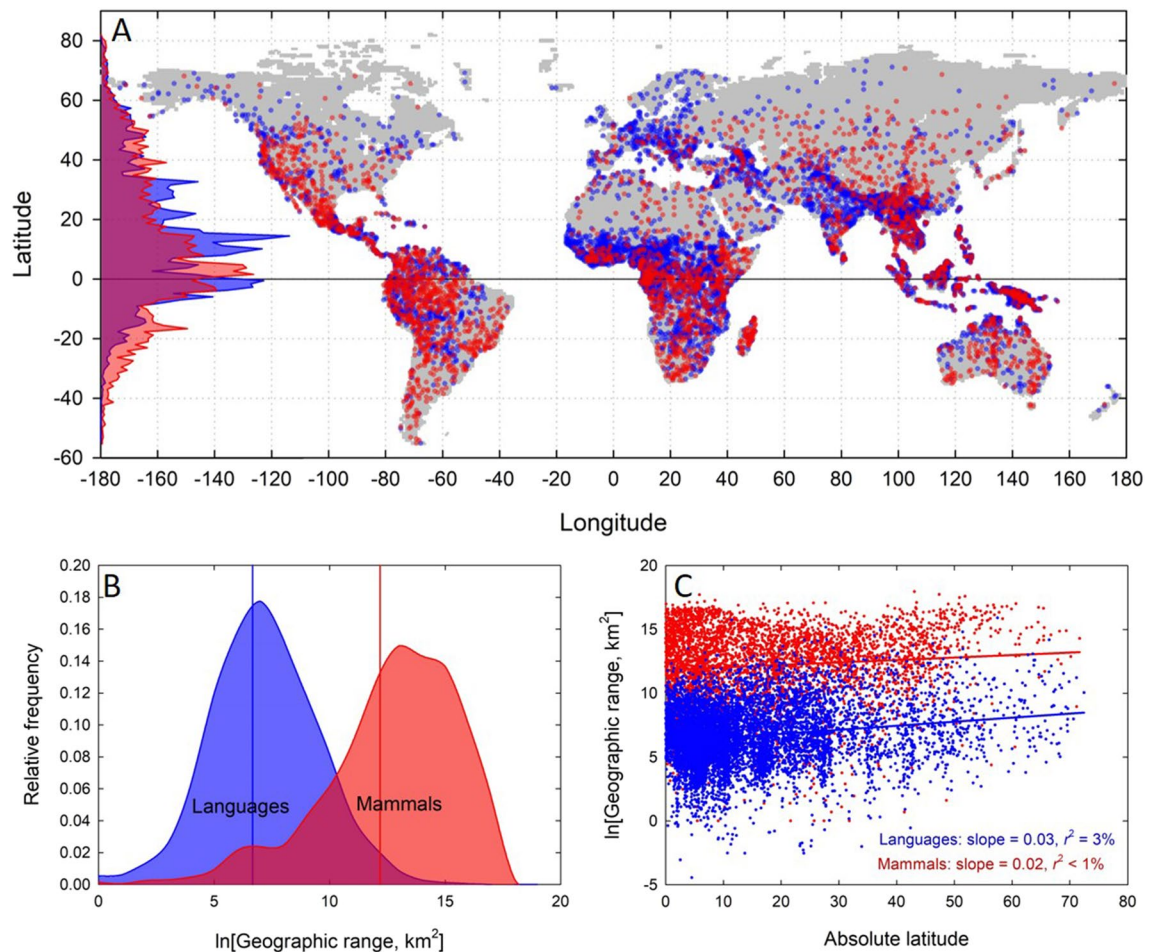 A
80
60
40
20
0
-20
-40
-60
Latitude
-180 -160 -140 -120 -100 -80 -60 -40 -20 0 20 40 60 80 100 120 140 160 180
Longitude
B
0.20
0.18
0.16
0.14
0.12
0.10
0.08
0.06
0.04
0.02
0.00
Relative frequency
Languages
Mammals
0 5 10 15 20
ln[Geographic range, km²]
C
20
15
10
5
0
-5
ln[Geographic range, km²]
Languages: slope = 0.03, r² = 3%
Mammals: slope = 0.02, r² < 1%
0 10 20 30 40 50 60 70 80
Absolute latitude